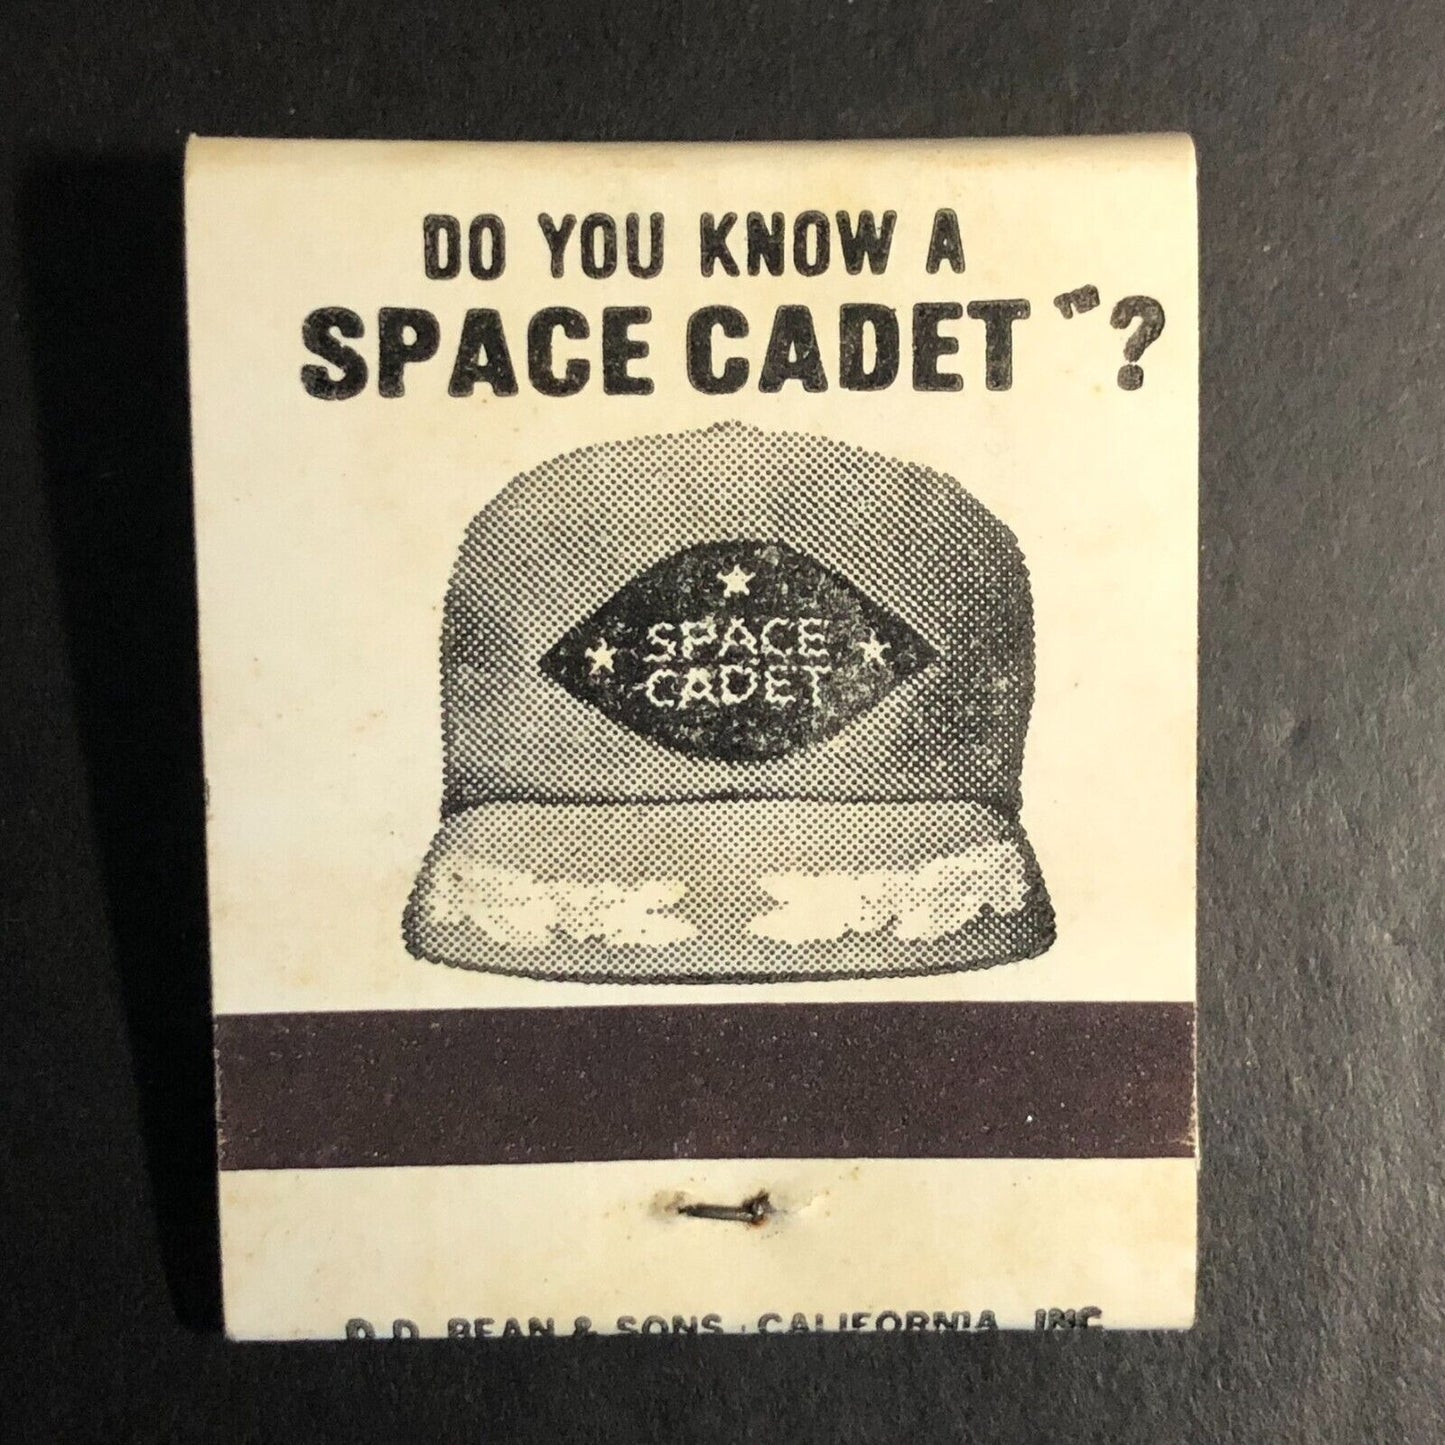 DO YOU KNOW A
SPACE CADET™?
SPACE
CADET
D.D. BEAN & SONS, CALIFORNIA, INC.